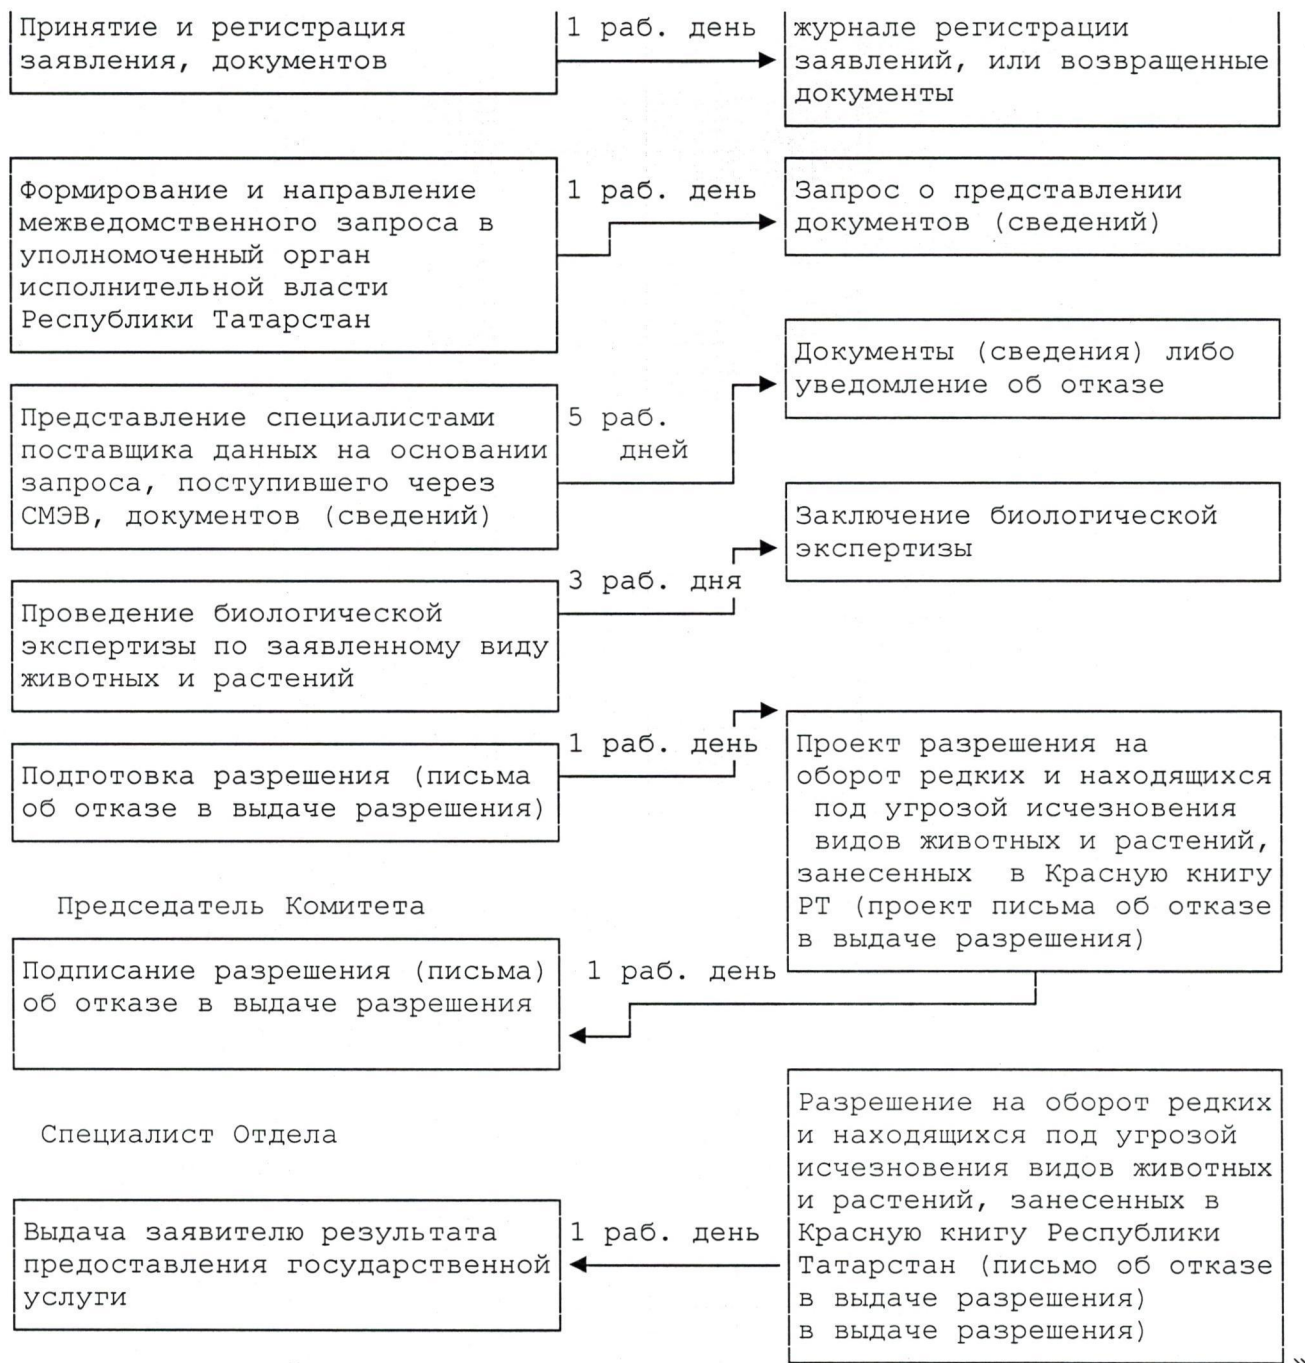 Принятие и регистрация
заявления, документов
1 раб. день
журнале регистрации
заявлений, или возвращенные
документы
Формирование и направление
межведомственного запроса в
уполномоченный орган
исполнительной власти
Республики Татарстан
1 раб. день
Запрос о представлении
документов (сведений)
Представление специалистами
поставщика данных на основании
запроса, поступившего через
СМЭВ, документов (сведений)
5 раб.
дней
Документы (сведения) либо
уведомление об отказе
Проведение биологической
экспертизы по заявленному виду
животных и растений
3 раб. дня
Заключение биологической
экспертизы
Подготовка разрешения (письма
об отказе в выдаче разрешения)
1 раб. день
Проект разрешения на
оборот редких и находящихся
под угрозой исчезновения
видов животных и растений,
занесенных  в Красную книгу
РТ (проект письма об отказе
в выдаче разрешения)
Председатель Комитета
Подписание разрешения (письма)
об отказе в выдаче разрешения
1 раб. день
Специалист Отдела
Разрешение на оборот редких
и находящихся под угрозой
исчезновения видов животных
и растений, занесенных в
Красную книгу Республики
Татарстан (письмо об отказе
в выдаче разрешения)
в выдаче разрешения)
Выдача заявителю результата
предоставления государственной
услуги
1 раб. день
»